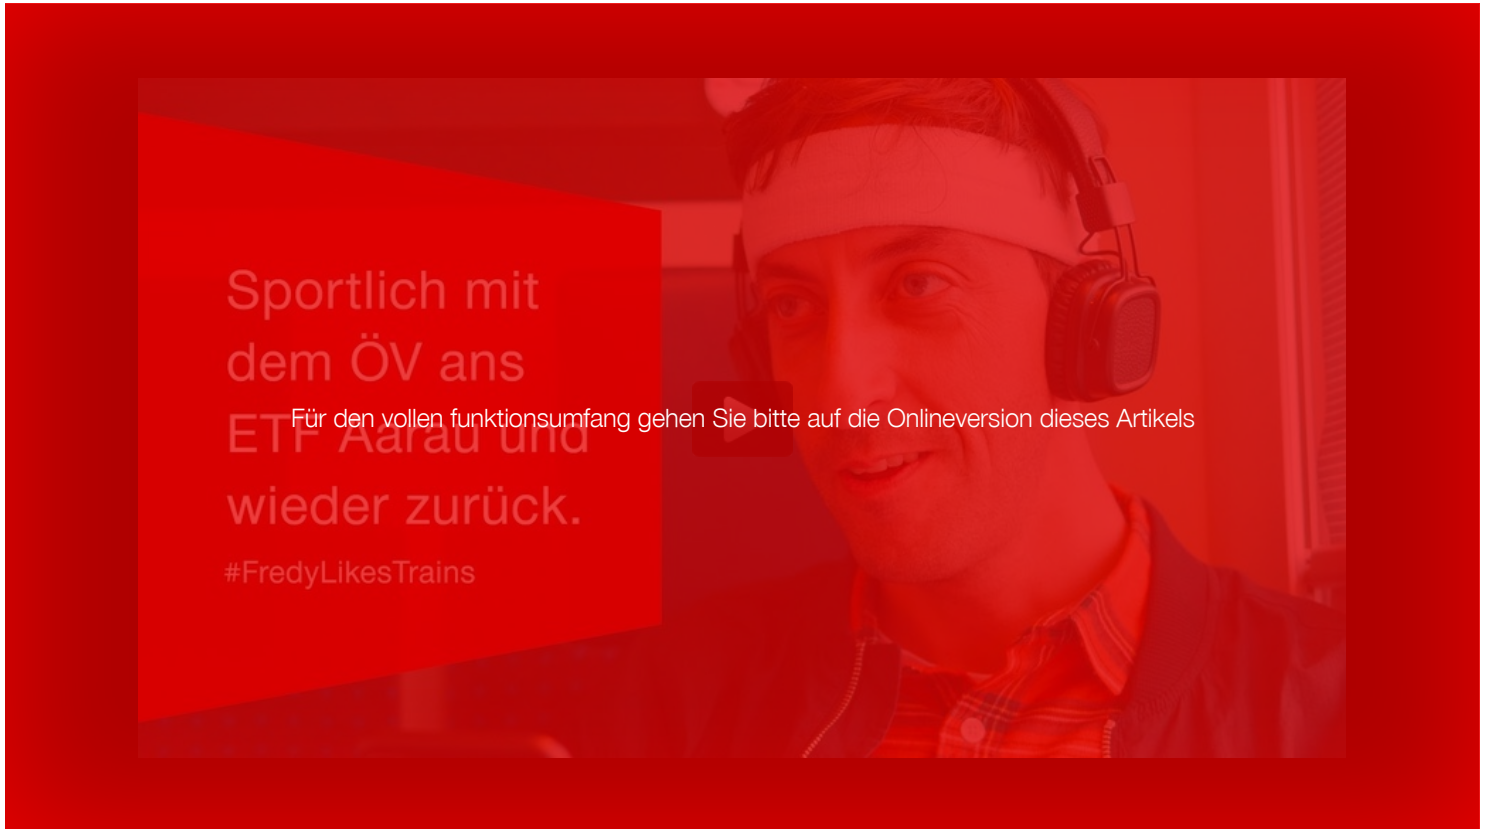 Sportlich mit
dem ÖV ans
ETF Aarau und
wieder zurück.
#FredyLikesTrains
Für den vollen funktionsumfang gehen Sie bitte auf die Onlineversion dieses Artikels